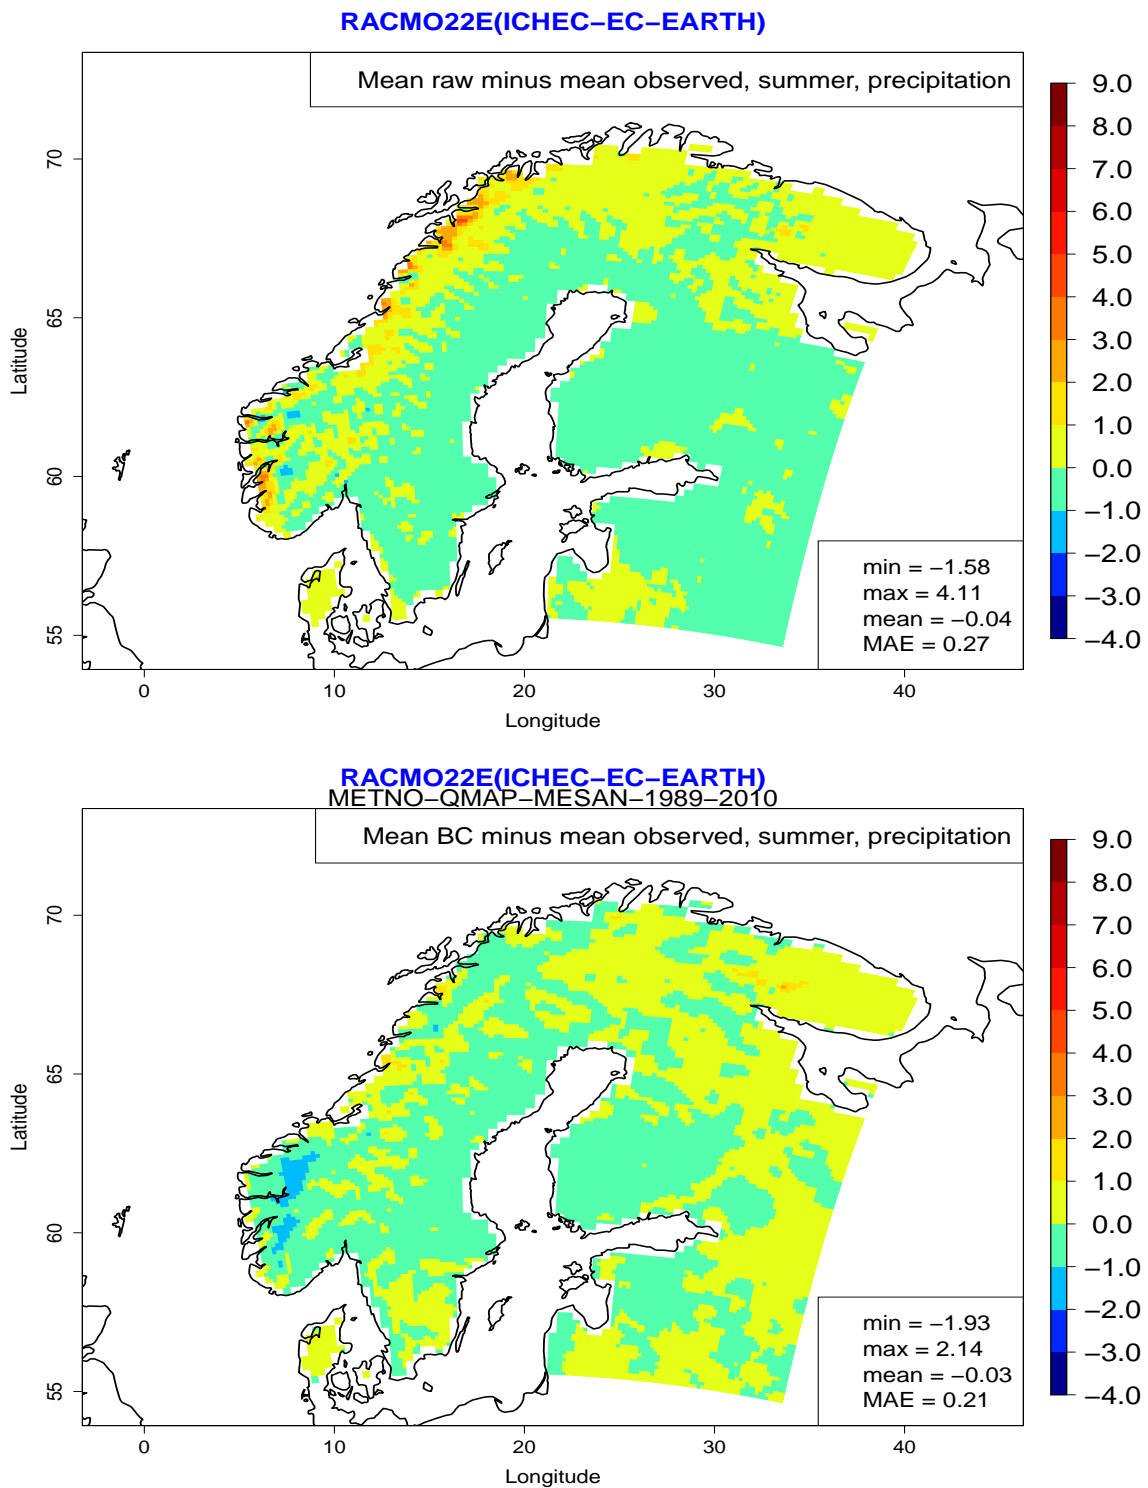 RACMO22E(ICHEC−EC−EARTH)
Mean raw minus mean observed, summer, precipitation
9.0
8.0
7.0
6.0
5.0
4.0
3.0
2.0
1.0
0.0
−1.0
−2.0
−3.0
−4.0
70
65
60
55
Latitude
min = −1.58
max = 4.11
mean = −0.04
MAE = 0.27
0 10 20 30 40
Longitude
RACMO22E(ICHEC−EC−EARTH)
METNO−QMAP−MESAN−1989−2010
Mean BC minus mean observed, summer, precipitation
9.0
8.0
7.0
6.0
5.0
4.0
3.0
2.0
1.0
0.0
−1.0
−2.0
−3.0
−4.0
70
65
60
55
Latitude
min = −1.93
max = 2.14
mean = −0.03
MAE = 0.21
0 10 20 30 40
Longitude